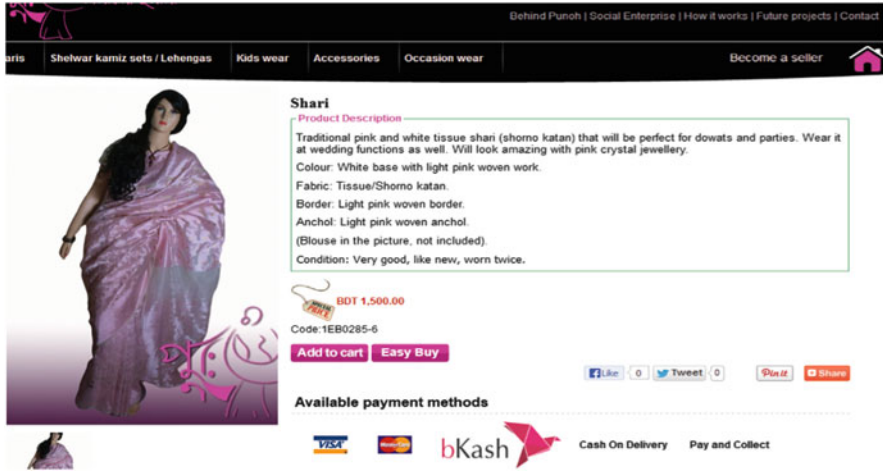 Behind Punoh | Social Enterprise | How it works | Future projects | Contact
aris Shelwar kamiz sets / Lehengas Kids wear Accessories Occasion wear Become a seller
Shari
Product Description
Traditional pink and white tissue shari (shorno katan) that will be perfect for dowats and parties. Wear it
at wedding functions as well. Will look amazing with pink crystal jewellery.
Colour: White base with light pink woven work.
Fabric: Tissue/Shorno katan.
Border: Light pink woven border.
Anchol: Light pink woven anchol.
(Blouse in the picture, not included).
Condition: Very good, like new, worn twice.
PRICE
BDT 1,500.00
Code:1EB0285-6
Add to cart Easy Buy
Like 0 Tweet 0 Pin it Share
Available payment methods
VISA MasterCard bKash Cash On Delivery Pay and Collect